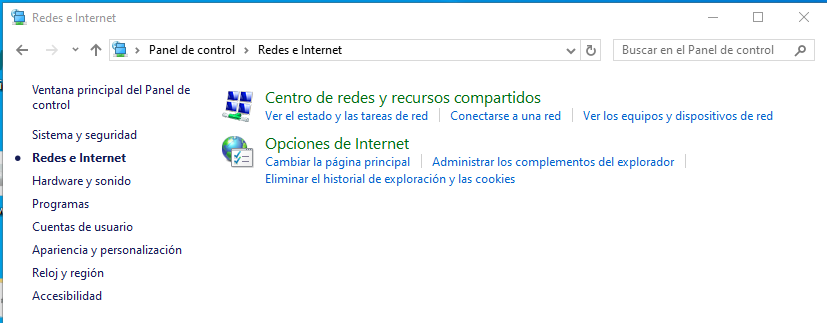 Redes e Internet
Panel de control > Redes e Internet
Buscar en el Panel de control
Ventana principal del Panel de
control
Sistema y seguridad
Redes e Internet
Hardware y sonido
Programas
Cuentas de usuario
Apariencia y personalización
Reloj y región
Accesibilidad
Centro de redes y recursos compartidos
Ver el estado y las tareas de red | Conectarse a una red | Ver los equipos y dispositivos de red
Opciones de Internet
Cambiar la página principal | Administrar los complementos del explorador |
Eliminar el historial de exploración y las cookies